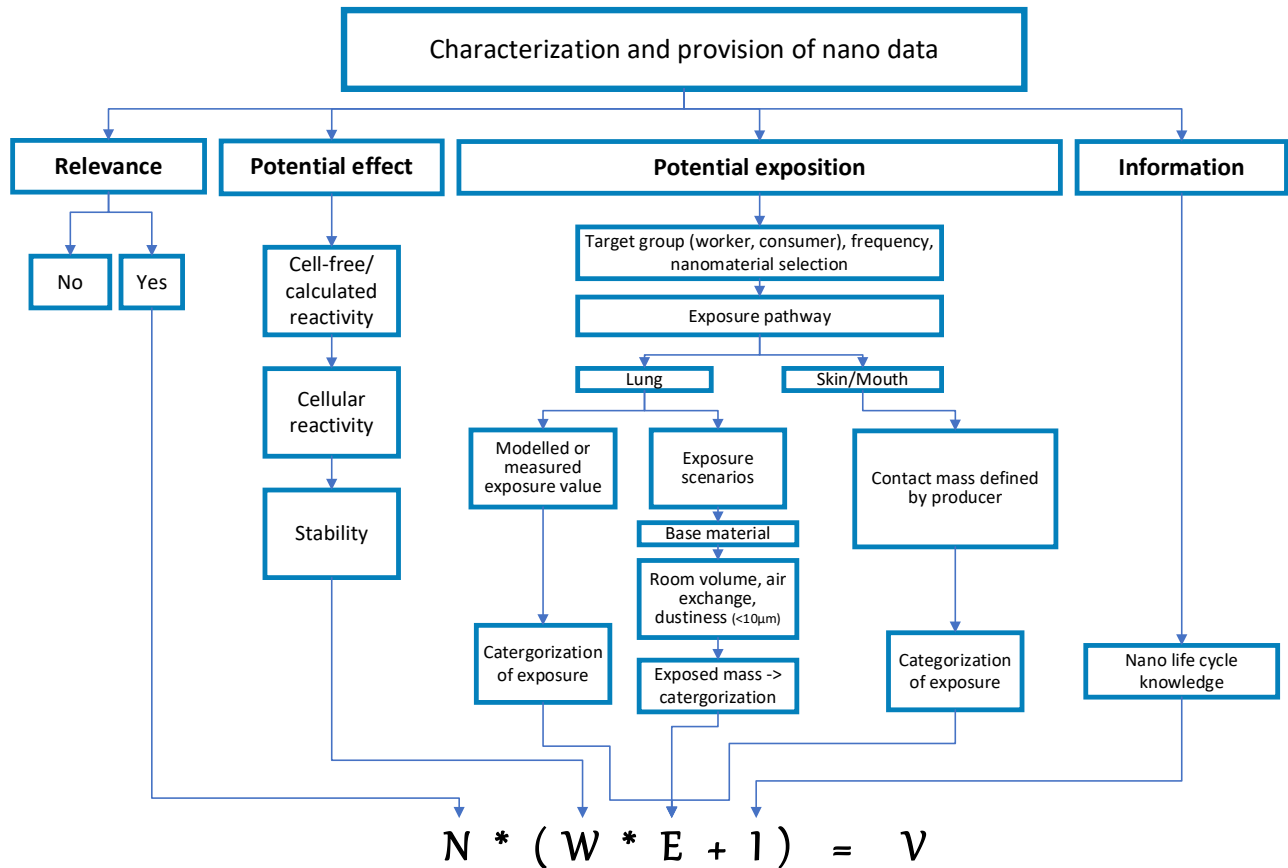 Characterization and provision of nano data
Relevance
Potential effect
Potential exposition
Information
No
Yes
Cell-free/
calculated
reactivity
Cellular
reactivity
Stability
Target group (worker, consumer), frequency,
nanomaterial selection
Exposure pathway
Lung
Skin/Mouth
Modelled or
measured
exposure value
Exposure
scenarios
Contact mass defined
by producer
Base material
Room volume, air
exchange,
dustiness (<10µm)
Catergorization
of exposure
Exposed mass ->
catergorization
Categorization
of exposure
Nano life cycle
knowledge
N * ( W * E + I ) = V